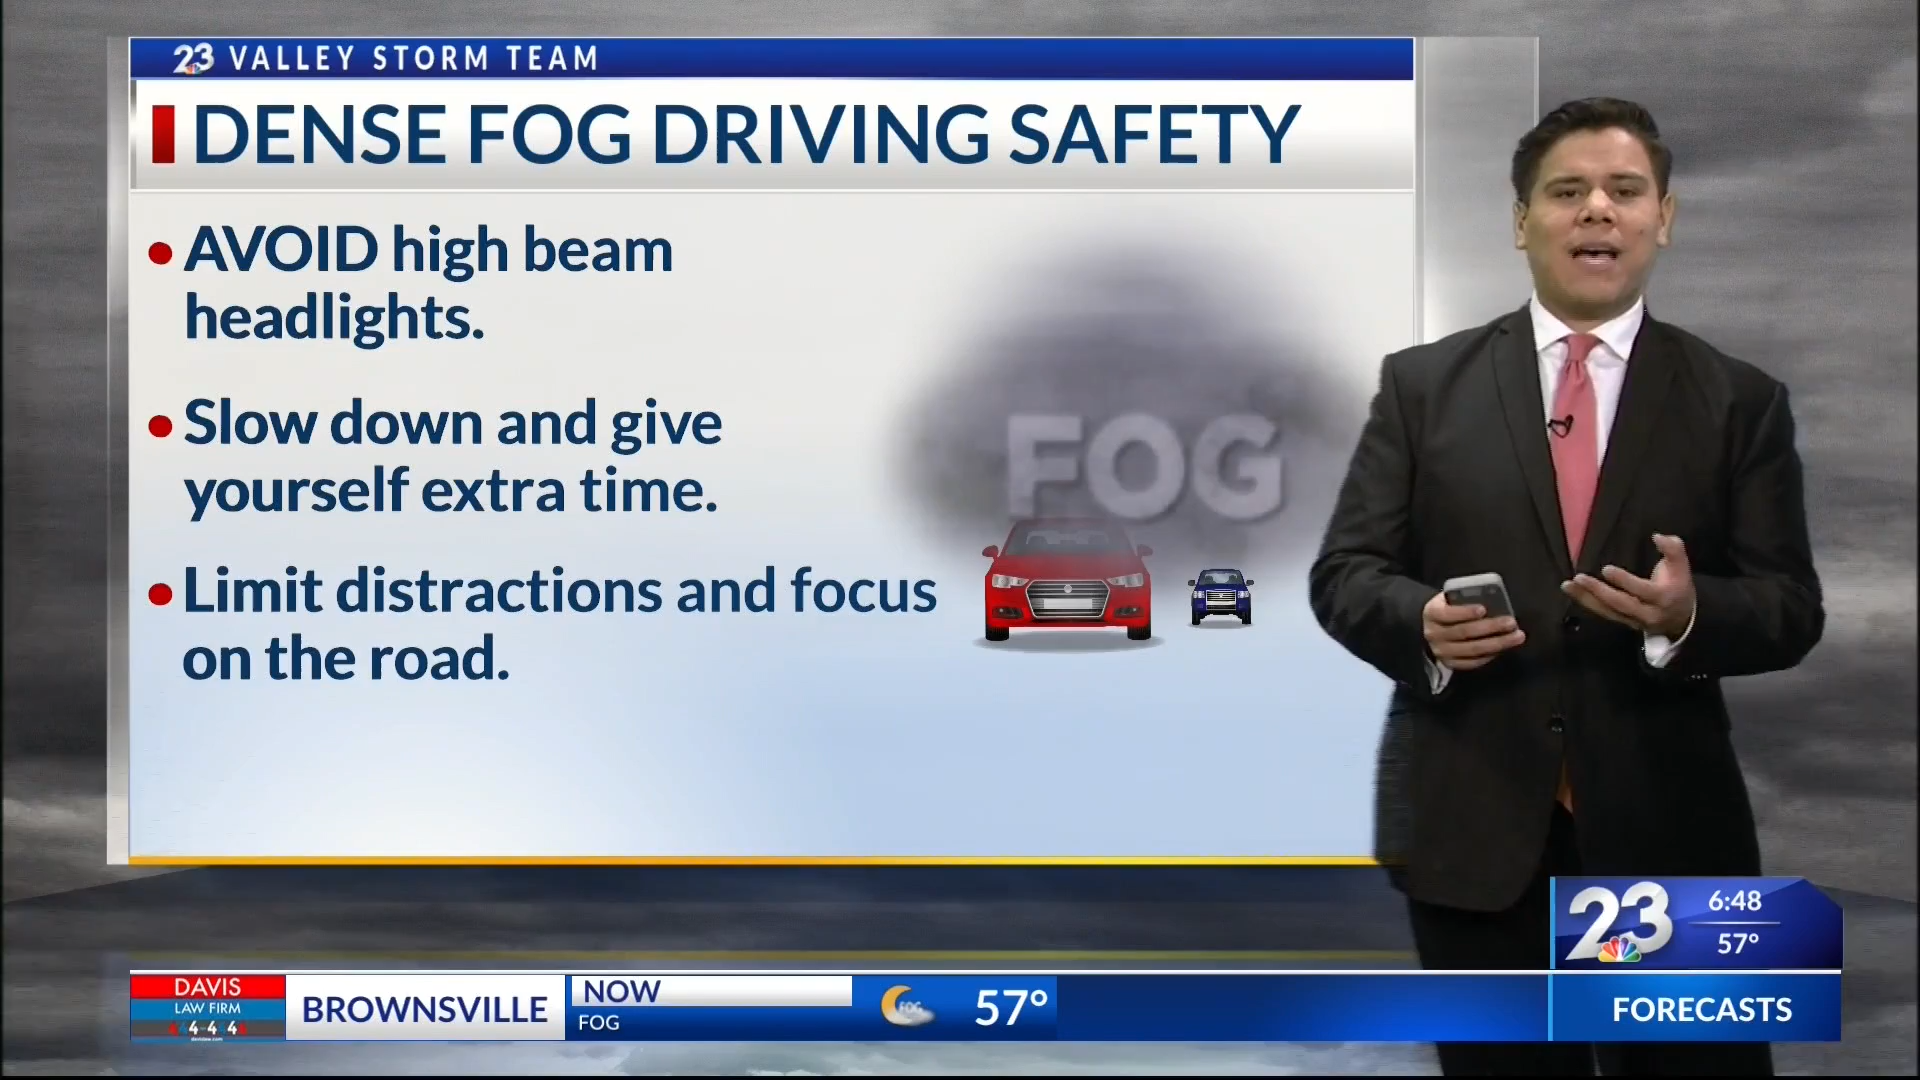 23 VALLEY STORM TEAM
DENSE FOG DRIVING SAFETY
AVOID high beam
headlights.
Slow down and give
yourself extra time.
Limit distractions and focus
on the road.
FOG
23
6:48
57°
DAVIS
LAW FIRM
BROWNSVILLE
NOW
FOG
FOG
57°
FORECASTS